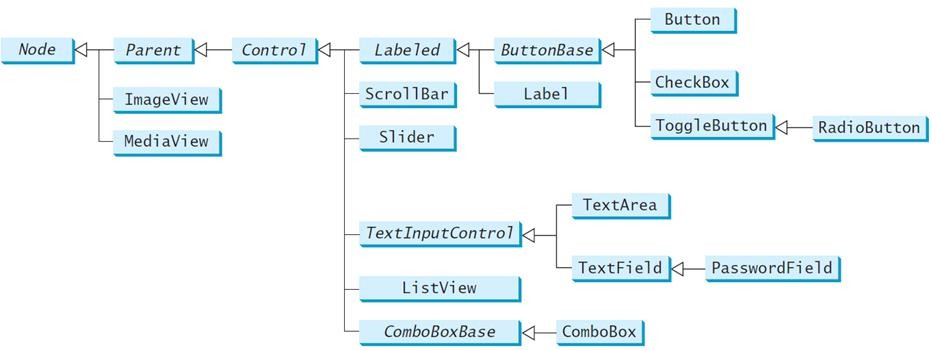 Node
Parent
Control
Labeled
ButtonBase
Button
ImageView
ScrollBar
Label
CheckBox
MediaView
Slider
ToggleButton
RadioButton
TextInputControl
TextArea
TextField
PasswordField
ListView
ComboBoxBase
ComboBox